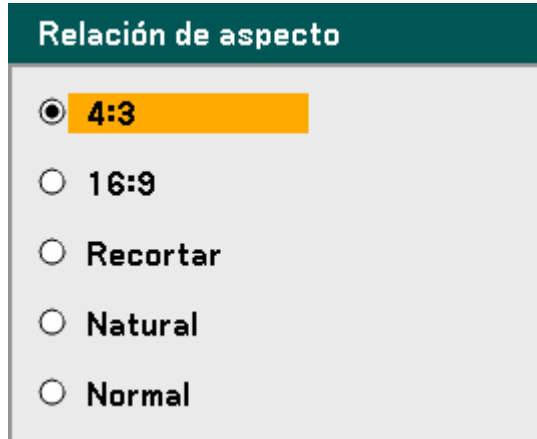 Relación de aspecto
4:3
16:9
Recortar
Natural
Normal